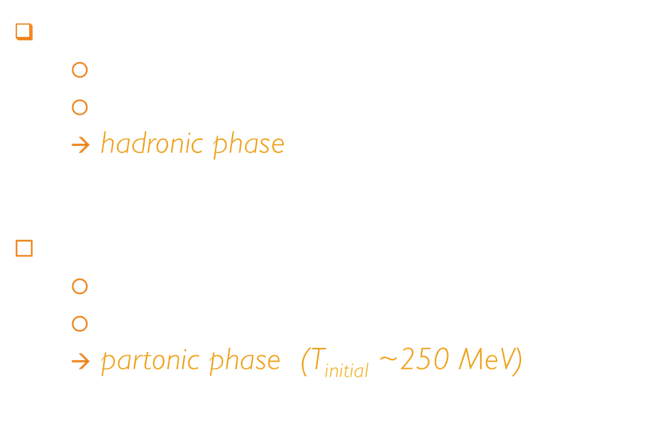 → hadronic phase
→ partonic phase (T_initial ~250 MeV)